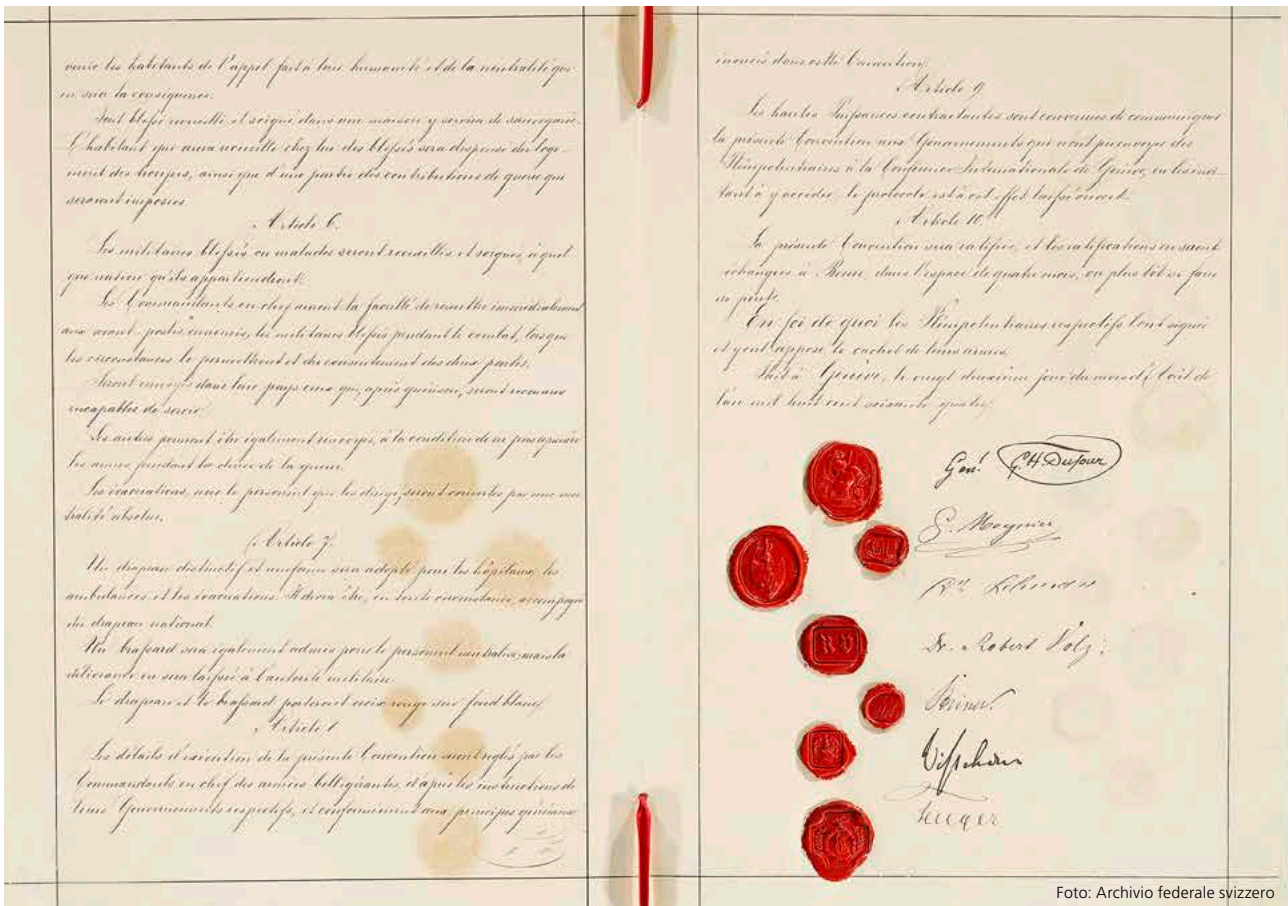 venir les habitants de l'appel fait à leur humanité et de la neutralité qui
en sera la conséquence.
Tout blessé recueilli et soigné dans une maison y servira de sauvegarde.
L'habitant qui aura recueilli chez lui des blessés sera dispensé du loge-
ment des troupes, ainsi que d'une partie des contributions de guerre qui
seraient imposées
Article 6.
Les militaires blessés ou malades seront recueillis et soignés, à quel-
que nation qu'ils appartiendront.
Les Commandants en chef auront la faculté de remettre immédiatement
aux avant-postes ennemis, les militaires blessés pendant le combat, lorsque
les circonstances le permettront et du consentement des deux partis.
Seront renvoyés dans leur pays ceux qui, après guérison, seront reconnus
incapables de servir.
Les autres pourront être également renvoyés, à la condition de ne pas reprendre
les armes pendant la durée de la guerre.
Les évacuations, avec le personnel qui les dirige, seront couvertes par une neu-
tralité absolue.
Article 7.
Un drapeau distinctif et uniforme sera adopté pour les hôpitaux, les
ambulances et les évacuations. Il devra être, en toute circonstance, accompagné
du drapeau national.
Un brassard sera également admis pour le personnel neutralisé; mais la
délivrance en sera laissée à l'autorité militaire.
Le drapeau et le brassard porteront croix rouge sur fond blanc.
Article 8
Les détails d'exécution de la présente Convention seront réglés par les
Commandants en chef des armées belligérantes, d'après les instructions de
leurs Gouvernements respectifs, et conformément aux principes généraux
énoncés dans cette Convention.
Article 9
Les hautes Puissances contractantes sont convenues de communiquer
la présente Convention aux Gouvernements qui n'ont pu envoyer des
Plénipotentiaires à la Conférence Internationale de Genève, en les invi-
tant à y accéder; le protocole est à cet effet laissé ouvert.
Article 10.
La présente Convention sera ratifiée, et les ratifications en seront
échangées à Berne, dans l'espace de quatre mois, ou plus tôt si faire
se peut.
En foi de quoi les Plénipotentiaires respectifs l'ont signée
et y ont apposé le cachet de leurs armes.
Fait à Genève, le vingt deuxième jour du mois d'Août de
l'an mil huit cent soixante quatre.
Génl G.H. Dufour
G. Moynier
Dr Lehmann
Dr. Robert Volz.
RV
Steiner.
Visschers
Foto: Archivio federale svizzero